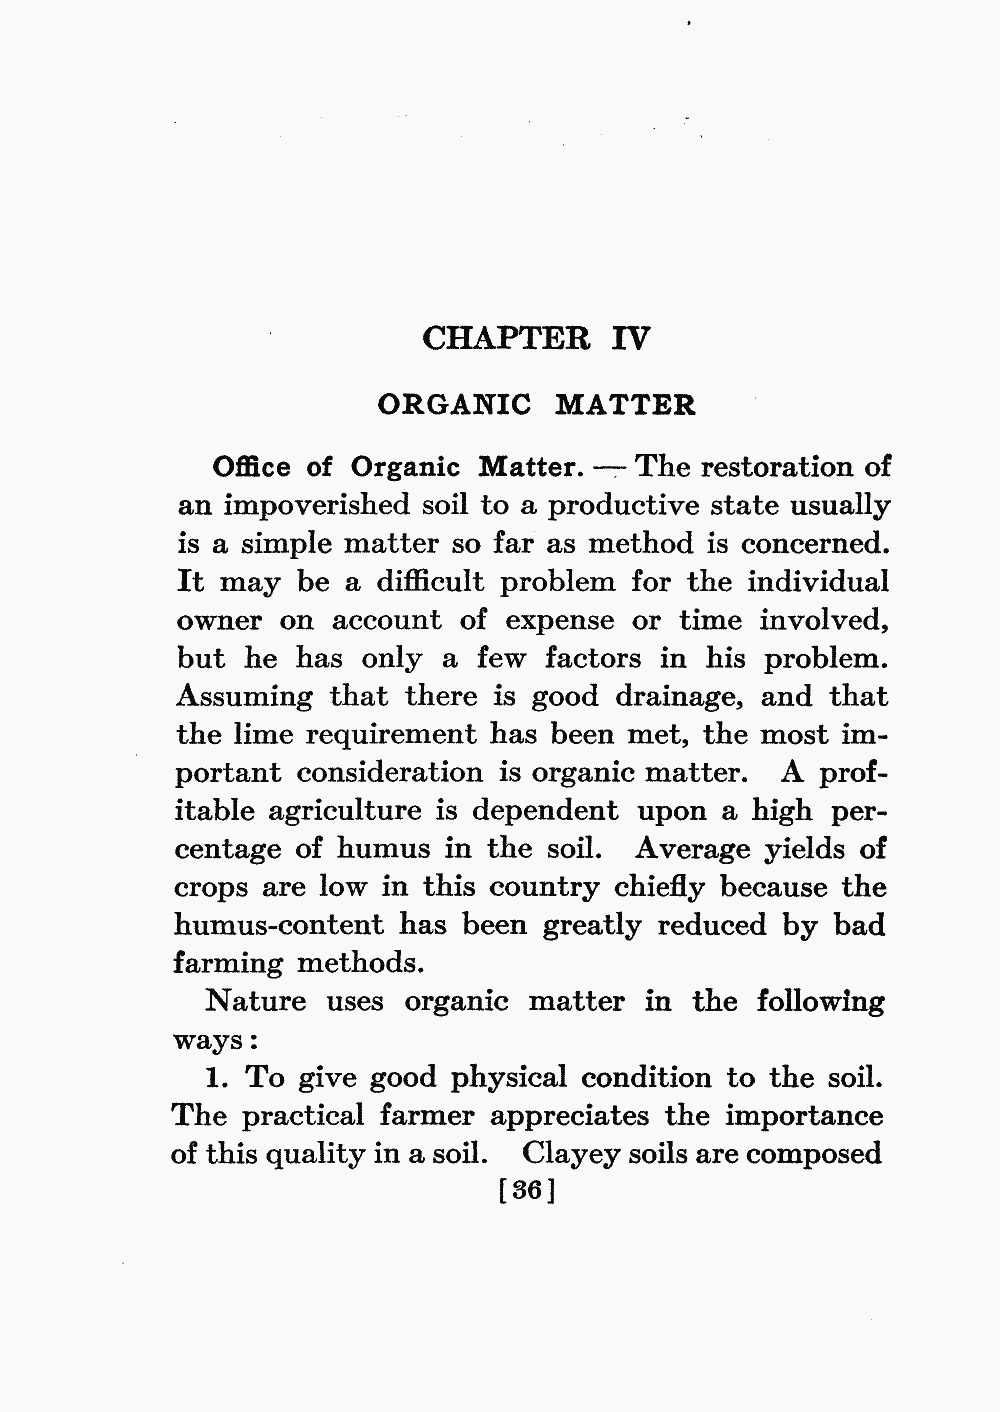 CHAPTER IV
ORGANIC MATTER
Office of Organic Matter. — The restoration of
an impoverished soil to a productive state usually
is a simple matter so far as method is concerned.
It may be a difficult problem for the individual
owner on account of expense or time involved,
but he has only a few factors in his problem.
Assuming that there is good drainage, and that
the lime requirement has been met, the most im-
portant consideration is organic matter. A prof-
itable agriculture is dependent upon a high per-
centage of humus in the soil. Average yields of
crops are low in this country chiefly because the
humus-content has been greatly reduced by bad
farming methods.
Nature uses organic matter in the following
ways :
1. To give good physical condition to the soil.
The practical farmer appreciates the importance
of this quality in a soil. Clayey soils are composed
[36]